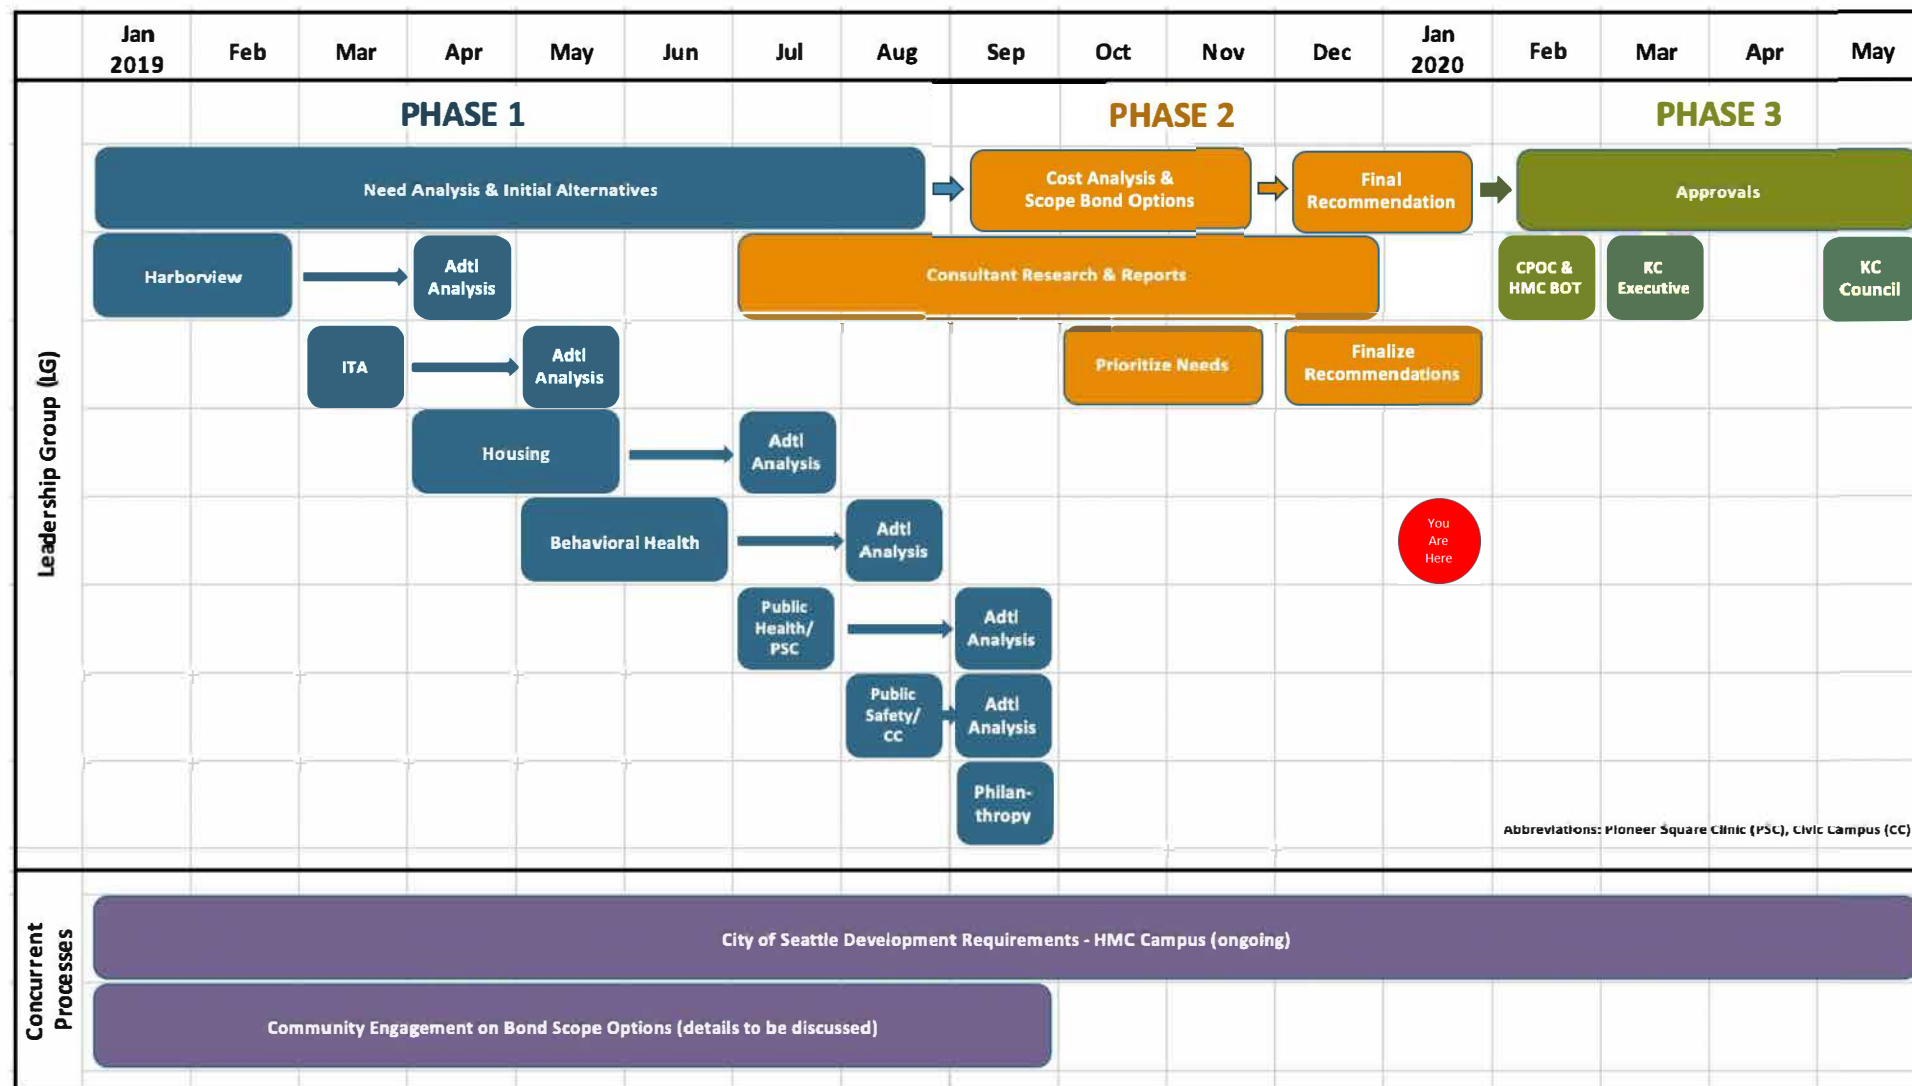 Jan
2019
Feb
Mar
Apr
May
Jun
Jul
Aug
Sep
Oct
Nov
Dec
Jan
2020
Feb
Mar
Apr
May
PHASE 1
PHASE 2
PHASE 3
Need Analysis & Initial Alternatives
Cost Analysis &
Scope Bond Options
Final
Recommendation
Approvals
Harborview
Adtl
Analysis
Consultant Research & Reports
CPOC &
HMC BOT
KC
Executive
KC
Council
Leadership Group (LG)
ITA
Adtl
Analysis
Prioritize Needs
Finalize
Recommendations
Housing
Adtl
Analysis
Behavioral Health
Adtl
Analysis
You
Are
Here
Public
Health/
PSC
Adtl
Analysis
Public
Safety/
CC
Adtl
Analysis
Philan-
thropy
Abbreviations: Pioneer Square Clinic (PSC), Civic Campus (CC)
Concurrent
Processes
City of Seattle Development Requirements - HMC Campus (ongoing)
Community Engagement on Bond Scope Options (details to be discussed)